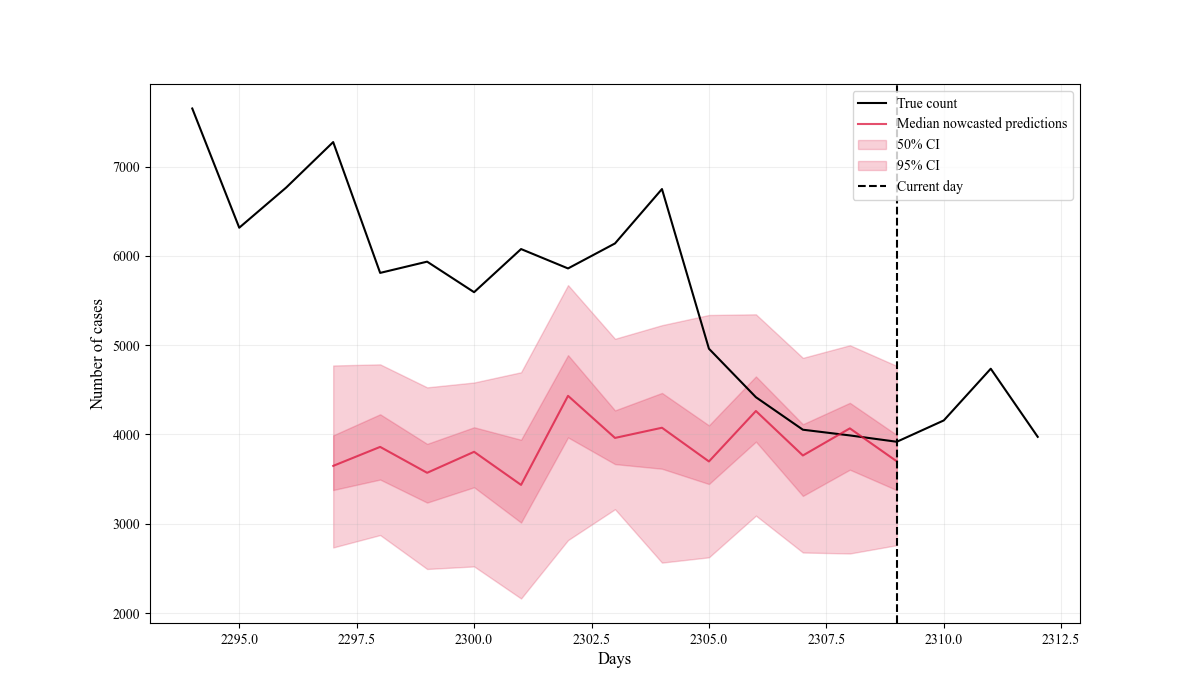 True count
Median nowcasted predictions
50% CI
95% CI
Current day
7000
6000
5000
4000
3000
2000
Number of cases
2295.0 2297.5 2300.0 2302.5 2305.0 2307.5 2310.0 2312.5
Days